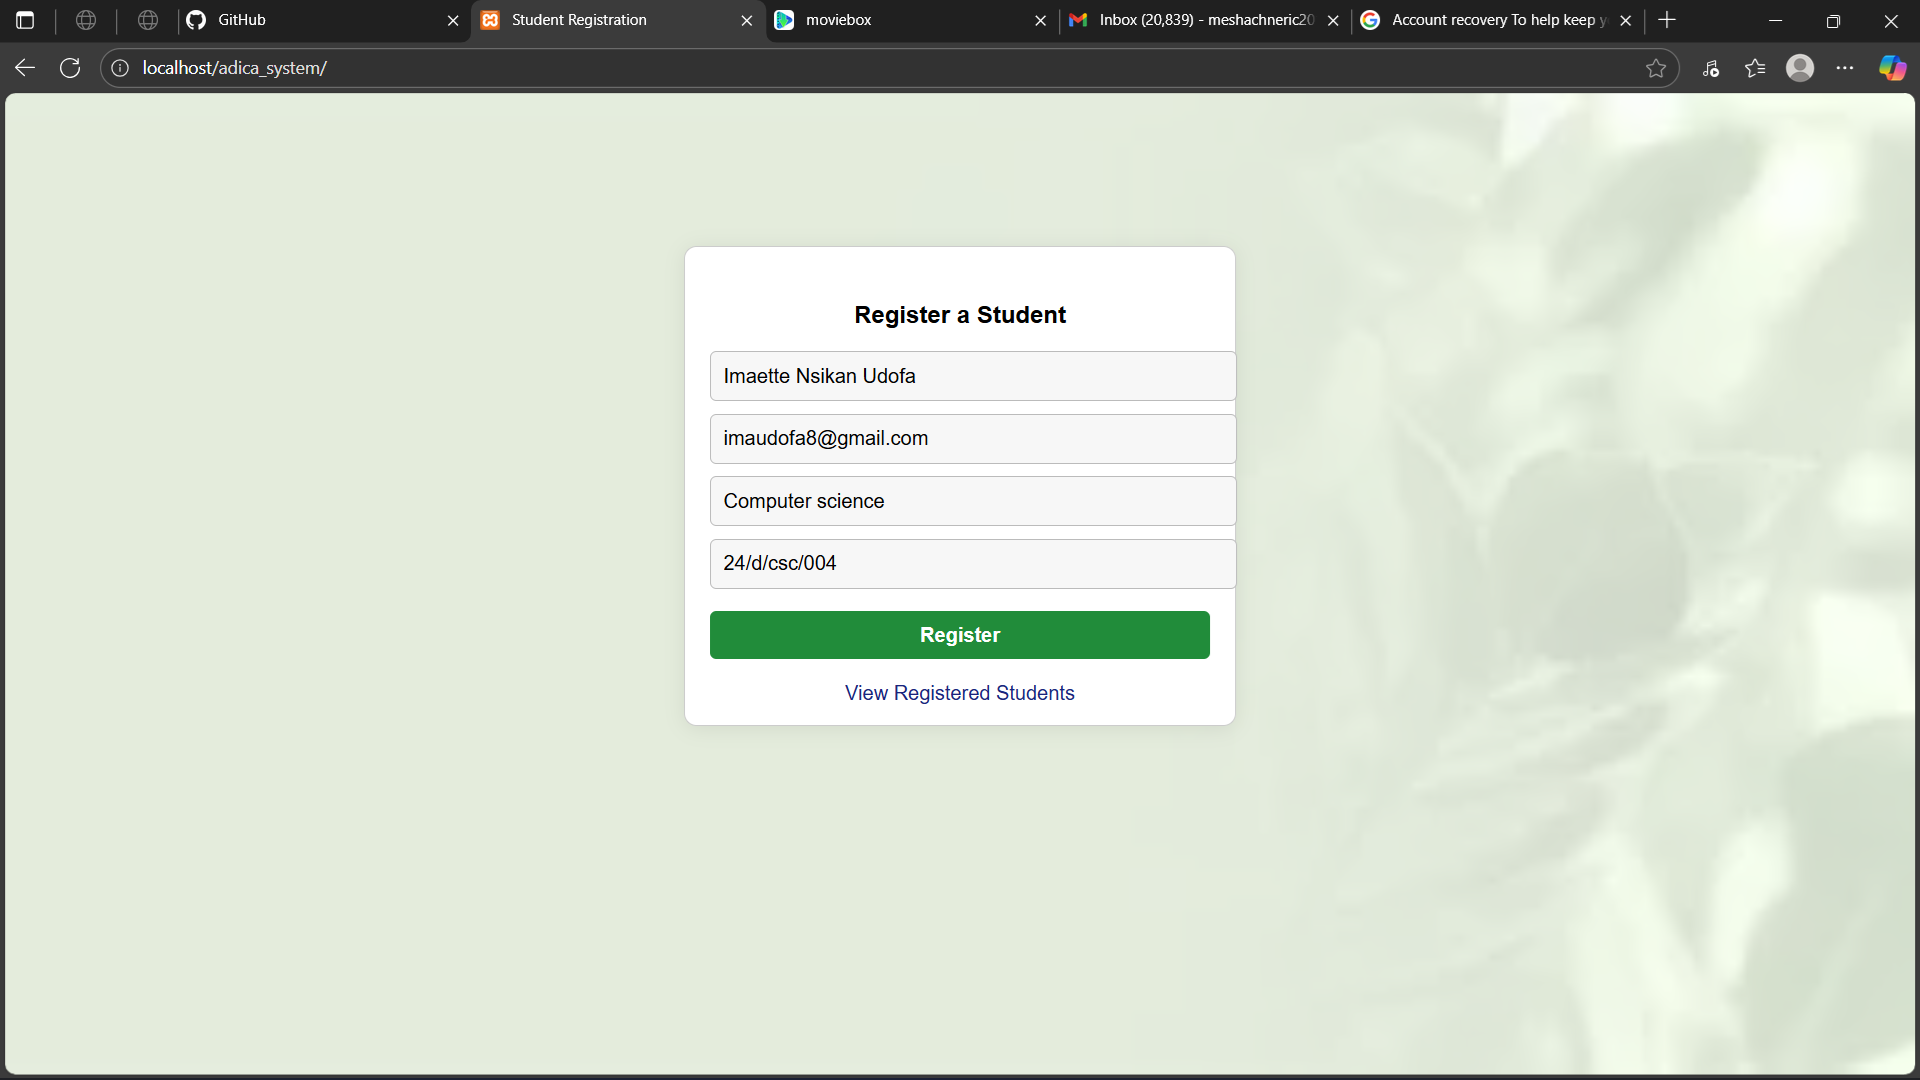 GitHub
Student Registration
moviebox
Inbox (20,839) - meshachneric20
Account recovery To help keep y
localhost/adica_system/
Register a Student
Imaette Nsikan Udofa
imaudofa8@gmail.com
Computer science
24/d/csc/004
Register
View Registered Students